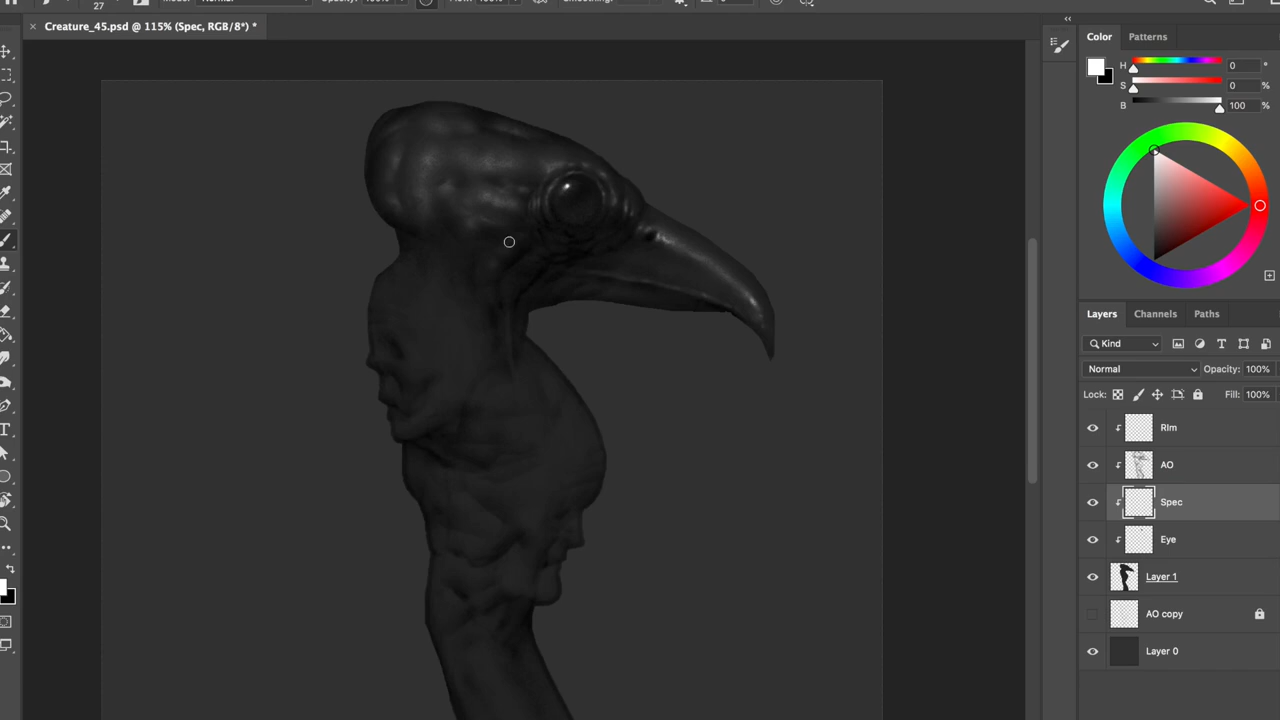 Creature_45.psd @ 115% (Spec, RGB/8*) *
27
Color
Patterns
H 0 °
S 0 %
B 100 %
Layers
Channels
Paths
Kind
Normal
Opacity: 100%
Lock:
Fill: 100%
RIm
AO
Spec
Eye
Layer 1
AO copy
Layer 0